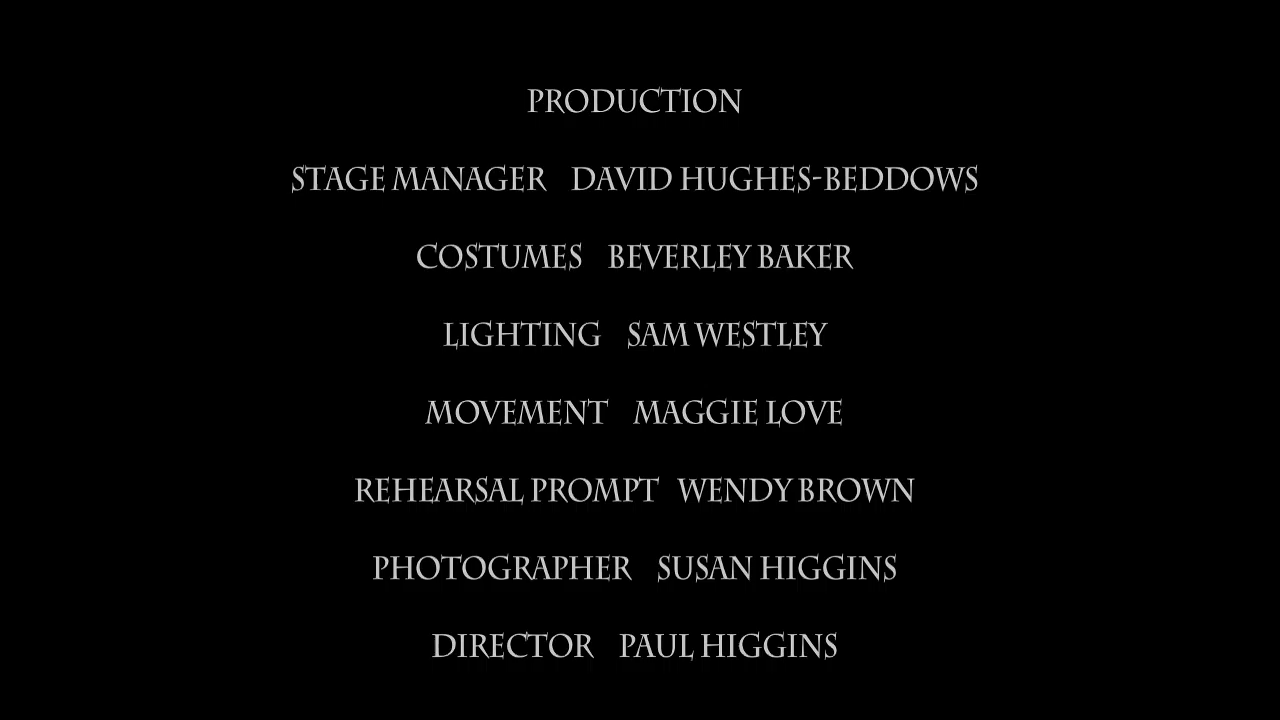 PRODUCTION
STAGE MANAGER DAVID HUGHES-BEDDOWS
COSTUMES BEVERLEY BAKER
LIGHTING SAM WESTLEY
MOVEMENT MAGGIE LOVE
REHEARSAL PROMPT WENDY BROWN
PHOTOGRAPHER SUSAN HIGGINS
DIRECTOR PAUL HIGGINS